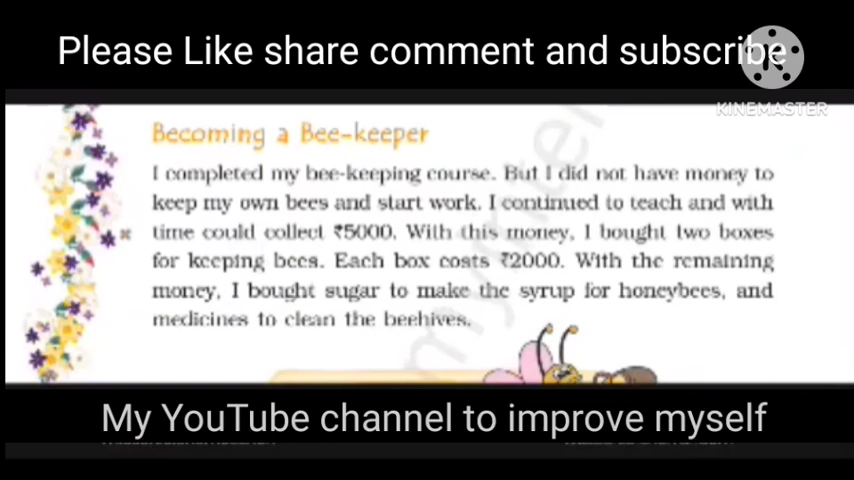 Please Like share comment and subscribe
KINEMASTER
Becoming a Bee-keeper
I completed my bee-keeping course. But I did not have money to
keep my own bees and start work. I continued to teach and with
time could collect ₹5000. With this money, I bought two boxes
for keeping bees. Each box costs ₹2000. With the remaining
money, I bought sugar to make the syrup for honeybees, and
medicines to clean the beehives.
My YouTube channel to improve myself